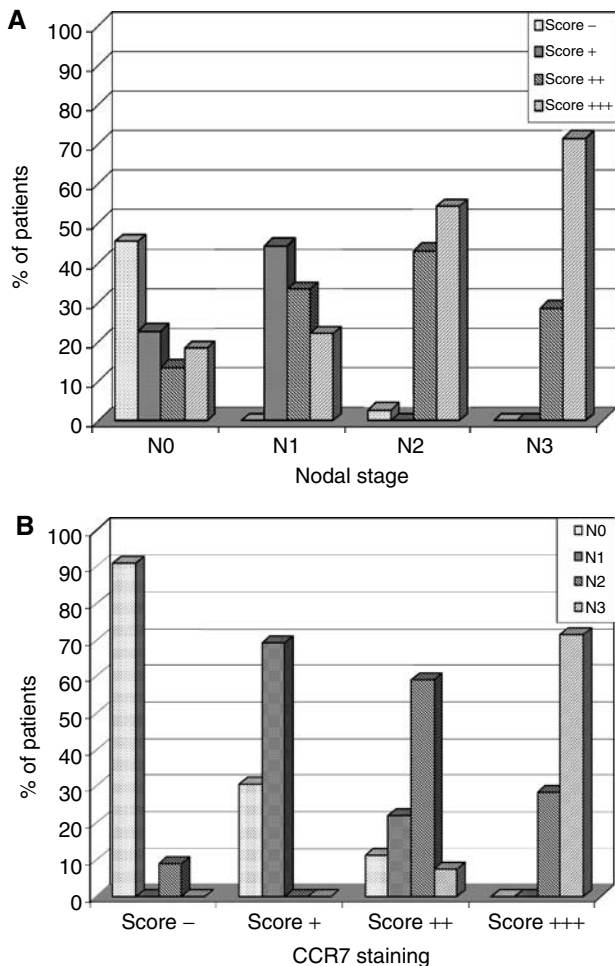 A
% of patients
100
90
80
70
60
50
40
30
20
10
0
Score –
Score +
Score ++
Score +++
N0
N1
N2
N3
Nodal stage
B
% of patients
100
90
80
70
60
50
40
30
20
10
0
N0
N1
N2
N3
Score –
Score +
Score ++
Score +++
CCR7 staining